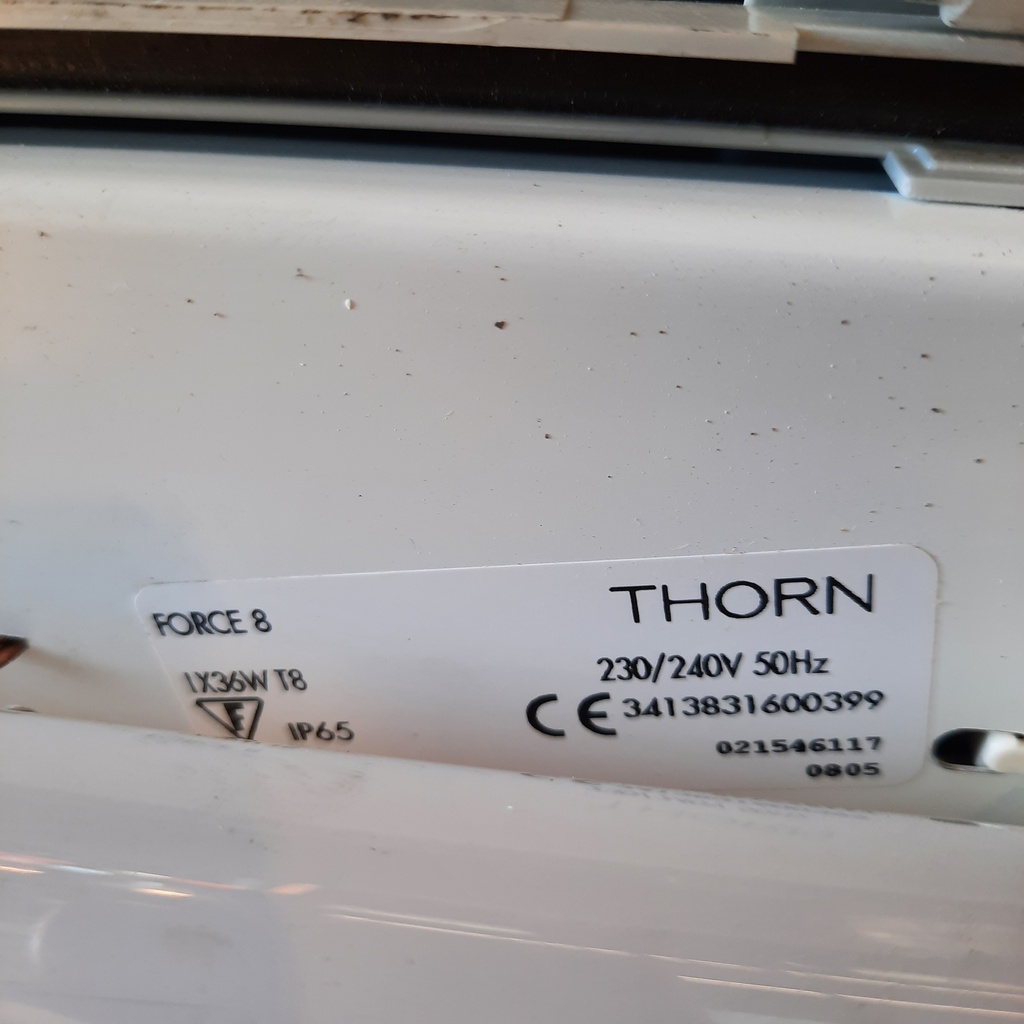 FORCE 8
THORN
1X36W T8
230/240V 50Hz
F
IP65
CE 3413831600399
021546117
0805